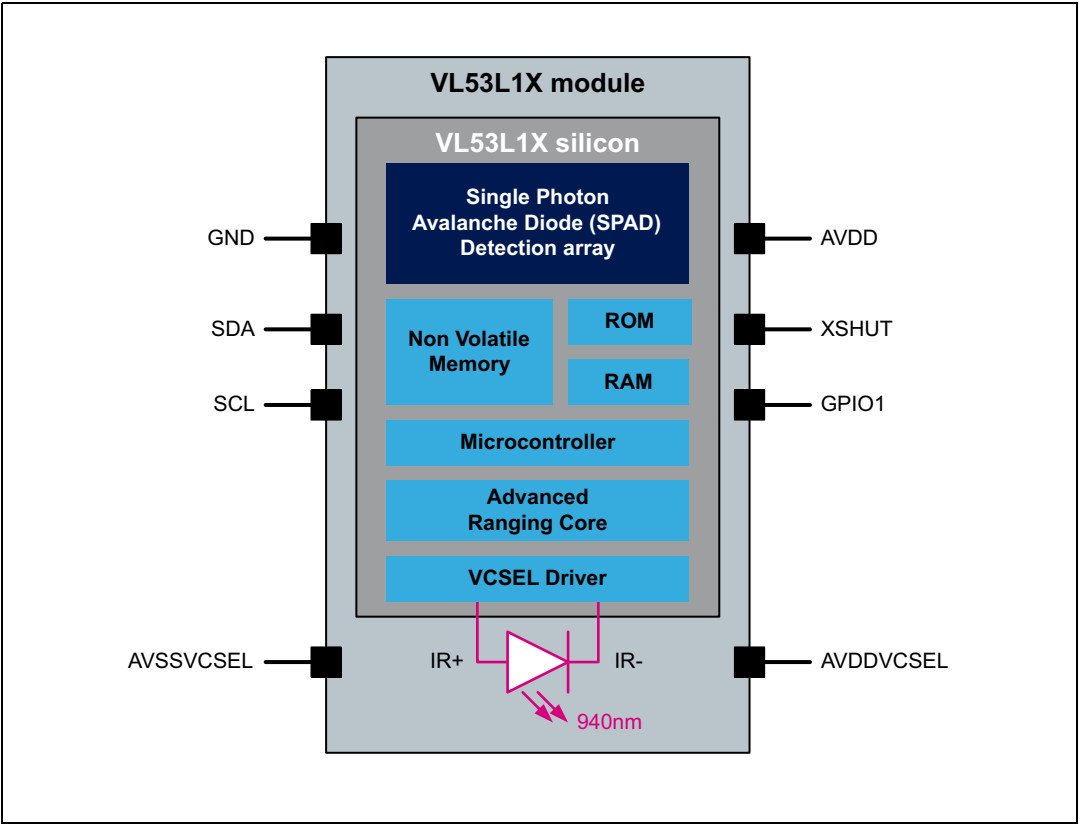 VL53L1X module
VL53L1X silicon
Single Photon
Avalanche Diode (SPAD)
Detection array
GND
AVDD
SDA
Non Volatile
Memory
ROM
XSHUT
RAM
SCL
GPIO1
Microcontroller
Advanced
Ranging Core
VCSEL Driver
AVSSVCSEL
IR+
IR-
AVDDVCSEL
940nm